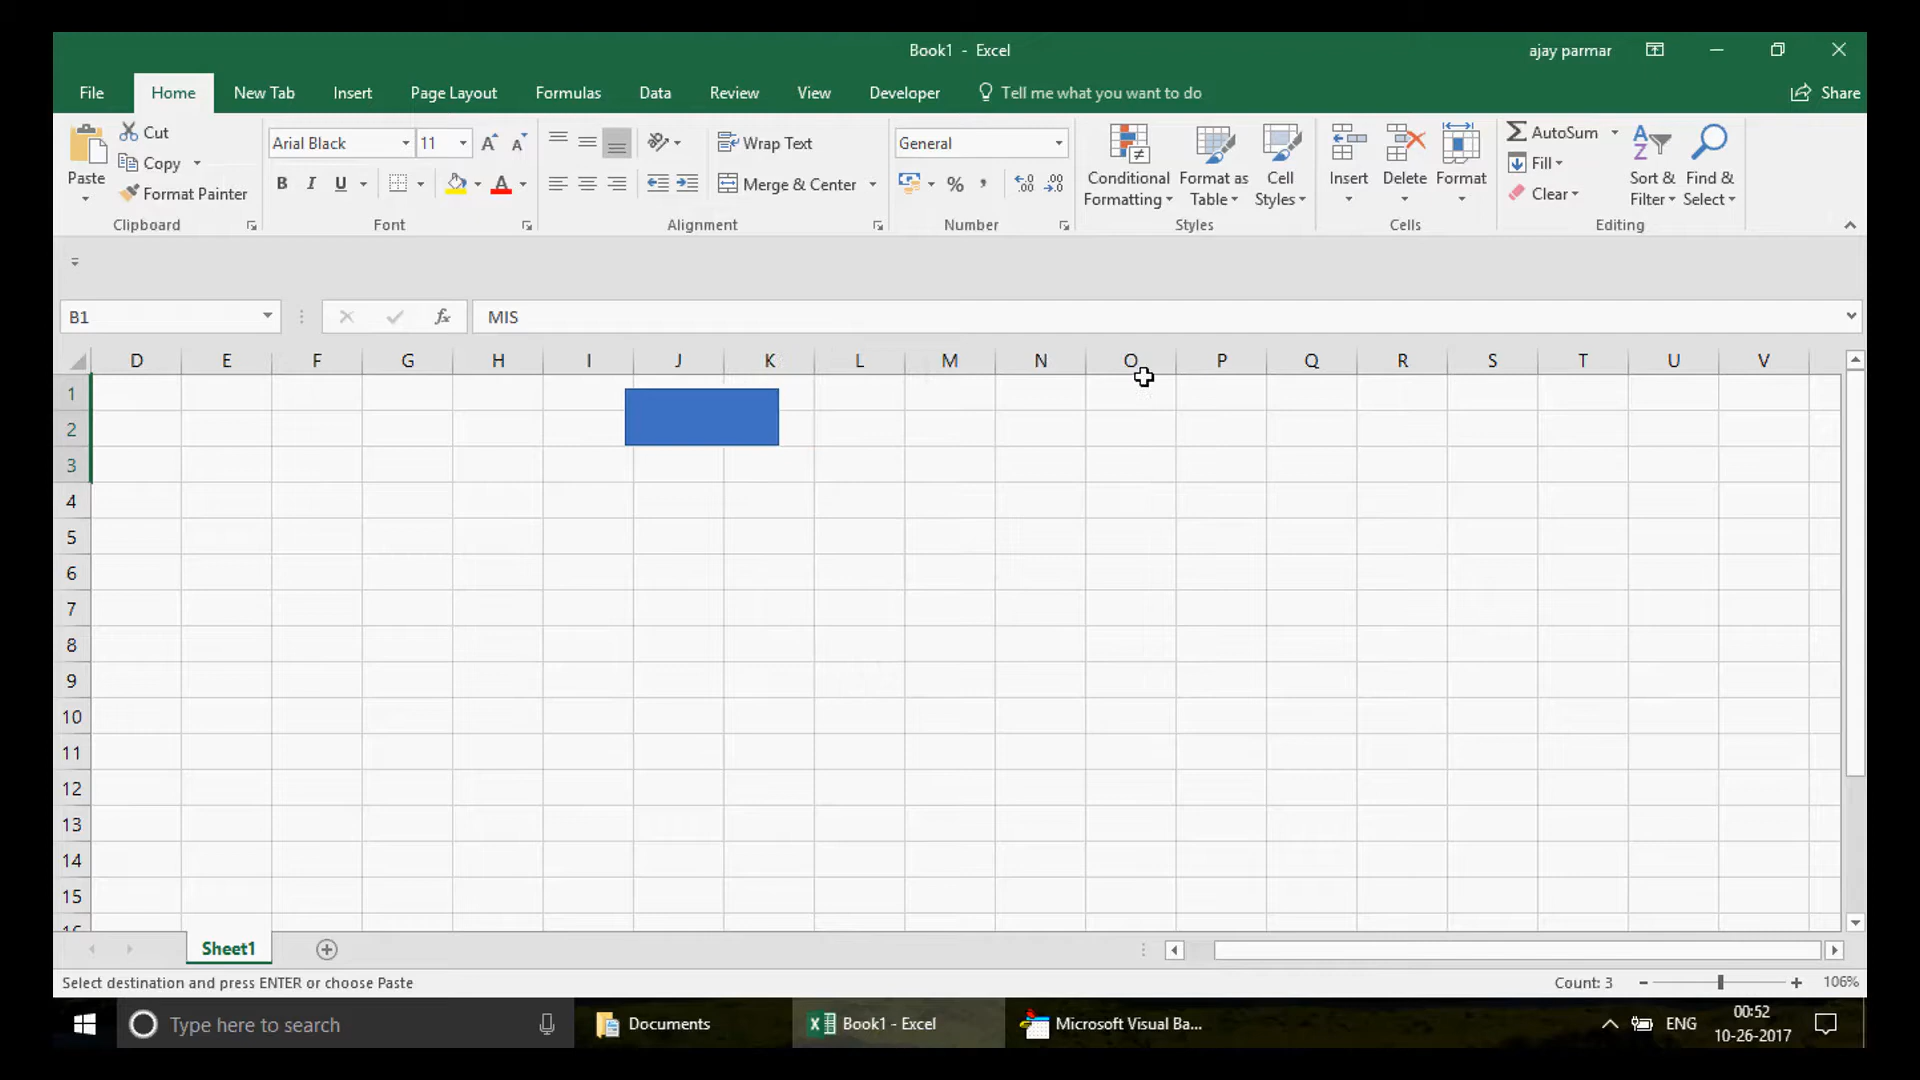 Book1 - Excel
ajay parmar
File Home New Tab Insert Page Layout Formulas Data Review View Developer Tell me what you want to do Share
Paste
Cut
Copy
Format Painter
Clipboard
Arial Black 11
B I U
Font
Wrap Text
Merge & Center
Alignment
General
%
Number
Conditional Formatting
Format as Table
Cell Styles
Styles
Insert
Delete
Format
Cells
AutoSum
Fill
Clear
Sort & Filter
Find & Select
Editing
B1
fx
MIS
D E F G H I J K L M N O P Q R S T U V
1
2
3
4
5
6
7
8
9
10
11
12
13
14
15
16
Sheet1
Select destination and press ENTER or choose Paste
Count: 3
106%
Type here to search
Documents
Book1 - Excel
Microsoft Visual Ba...
ENG
00:52
10-26-2017